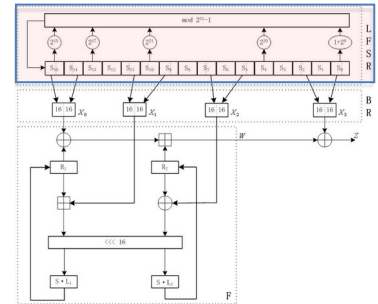 mod 2³¹-1
L F S R
2¹⁵ 2¹⁷ 2²¹ 2²⁰ 1+2⁸
S₁₅ S₁₄ S₁₃ S₁₂ S₁₁ S₁₀ S₉ S₈ S₇ S₆ S₅ S₄ S₃ S₂ S₁ S₀
16 16 X₀ 16 16 X₁ 16 16 X₂ 16 16 X₃
B R
W Z
R₁ R₂
<<< 16
S·L₁ S·L₂
F